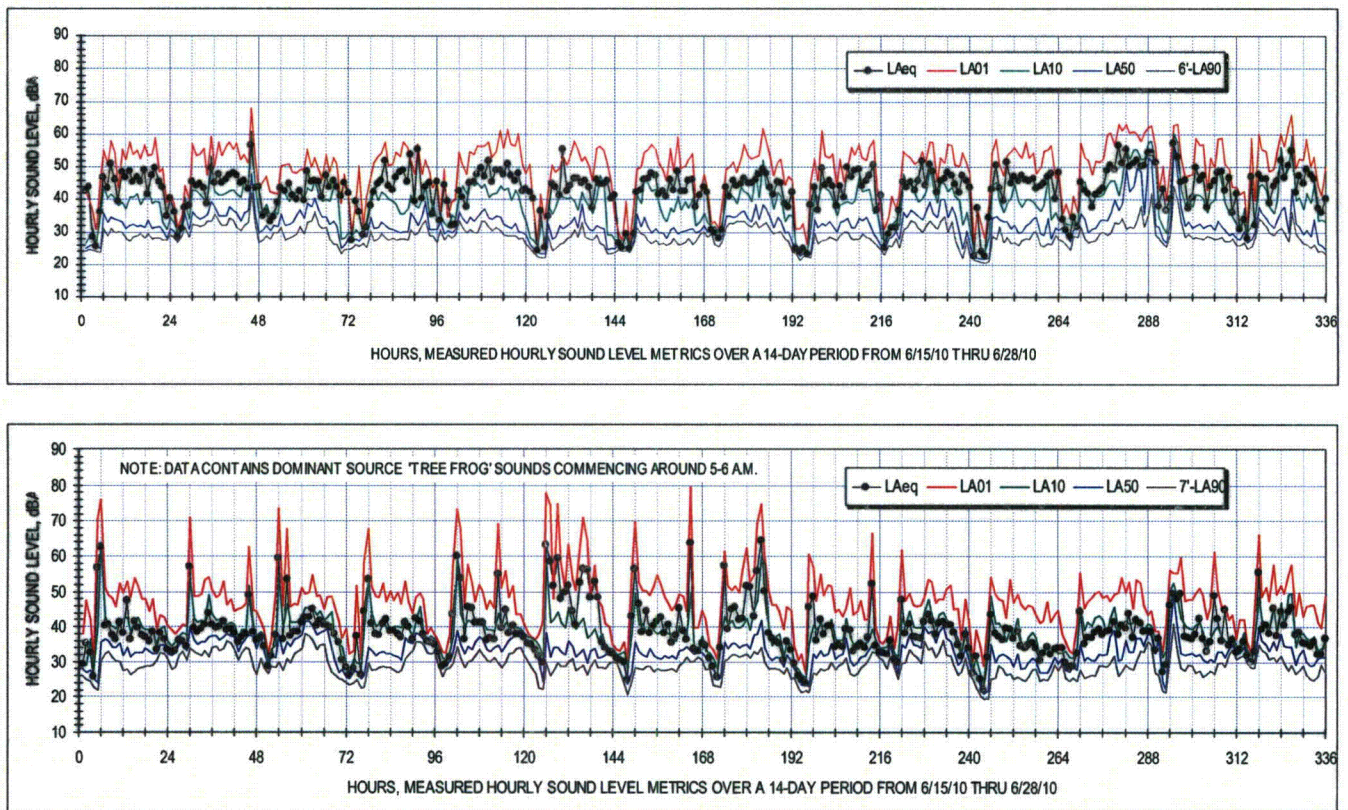 90
80
70
60
50
40
30
20
10
HOURLY SOUND LEVEL, dBA
LAeq LA01 LA10 LA50 6'-LA90
0 24 48 72 96 120 144 168 192 216 240 264 288 312 336
HOURS, MEASURED HOURLY SOUND LEVEL METRICS OVER A 14-DAY PERIOD FROM 6/15/10 THRU 6/28/10
90
80
70
60
50
40
30
20
10
HOURLY SOUND LEVEL, dBA
NOTE: DATA CONTAINS DOMINANT SOURCE 'TREE FROG' SOUNDS COMMENCING AROUND 5-6 A.M.
LAeq LA01 LA10 LA50 7'-LA90
0 24 48 72 96 120 144 168 192 216 240 264 288 312 336
HOURS, MEASURED HOURLY SOUND LEVEL METRICS OVER A 14-DAY PERIOD FROM 6/15/10 THRU 6/28/10